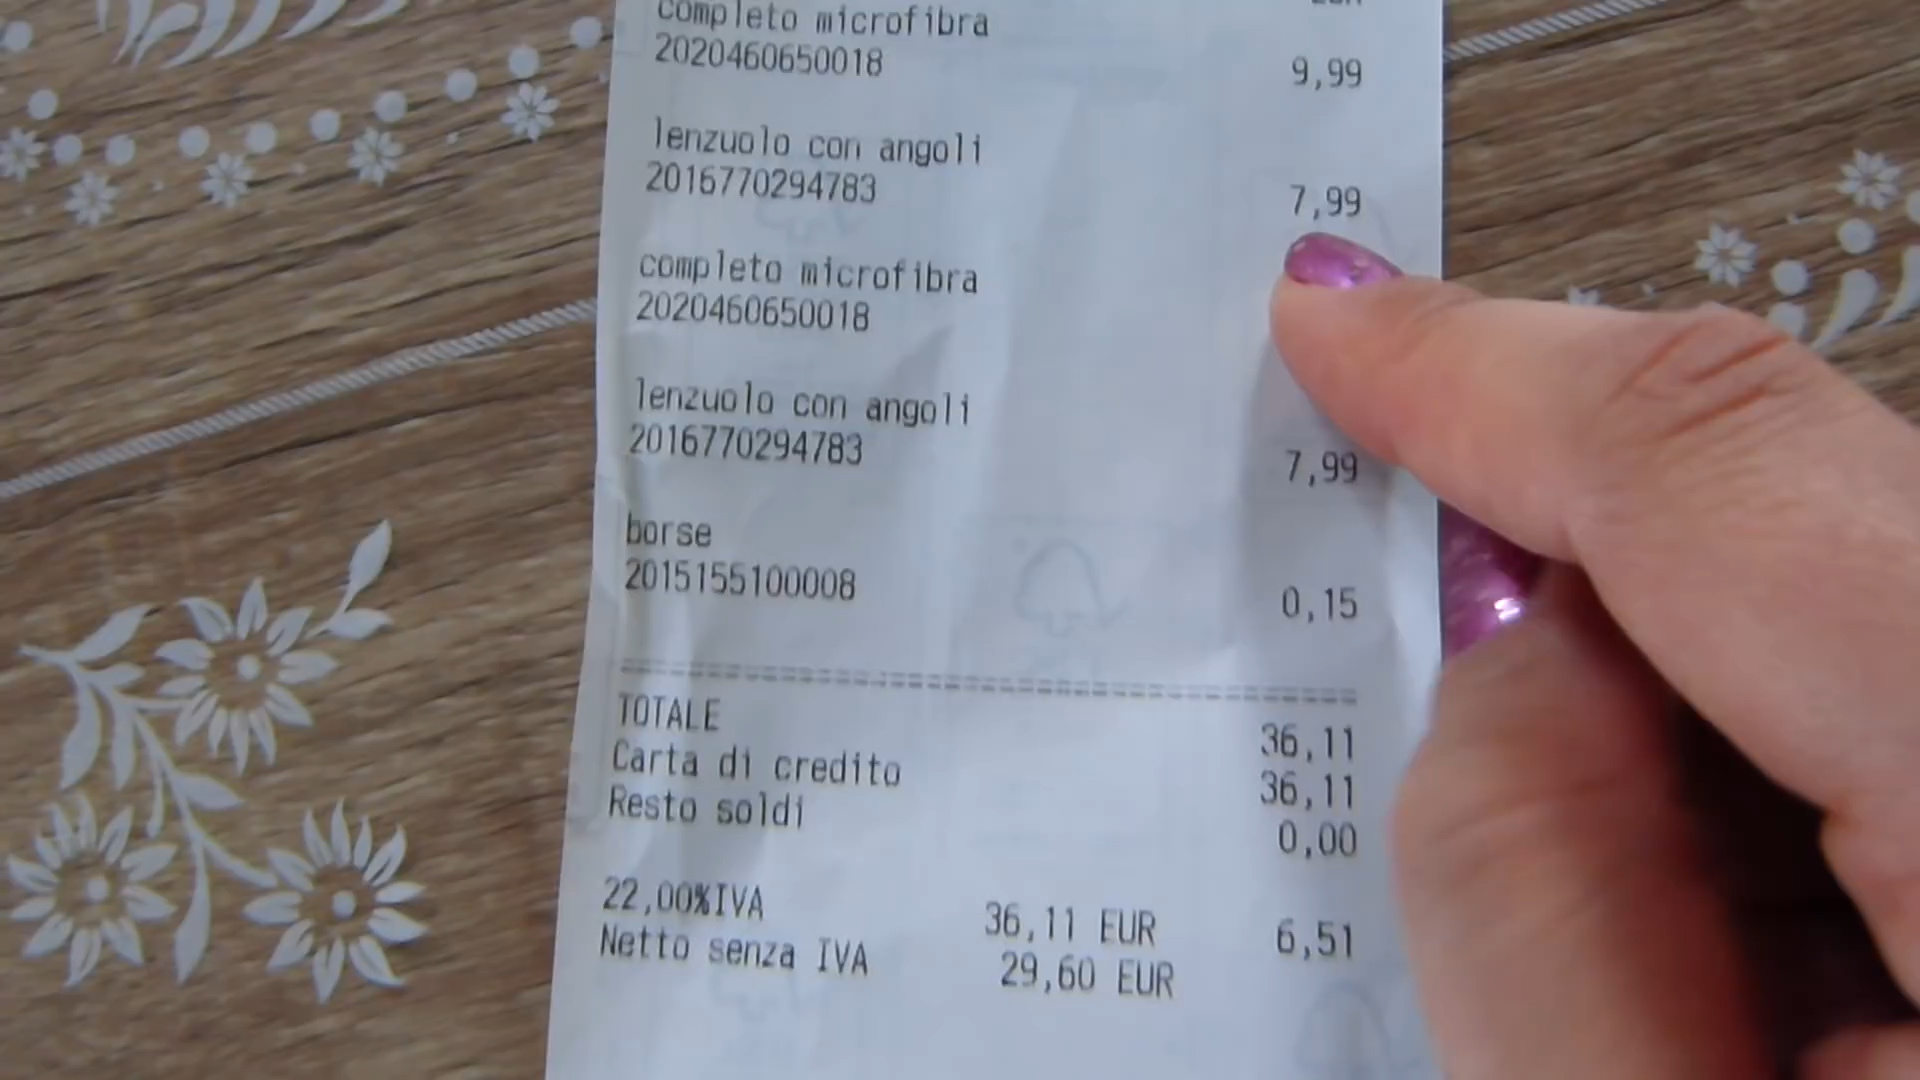 completo microfibra
2020460650018 9,99
lenzuolo con angoli
2016770294783 7,99
completo microfibra
2020460650018
lenzuolo con angoli
2016770294783 7,99
borse
2015155100008 0,15
TOTALE 36,11
Carta di credito 36,11
Resto soldi 0,00
22,00%IVA 36,11 EUR 6,51
Netto senza IVA 29,60 EUR